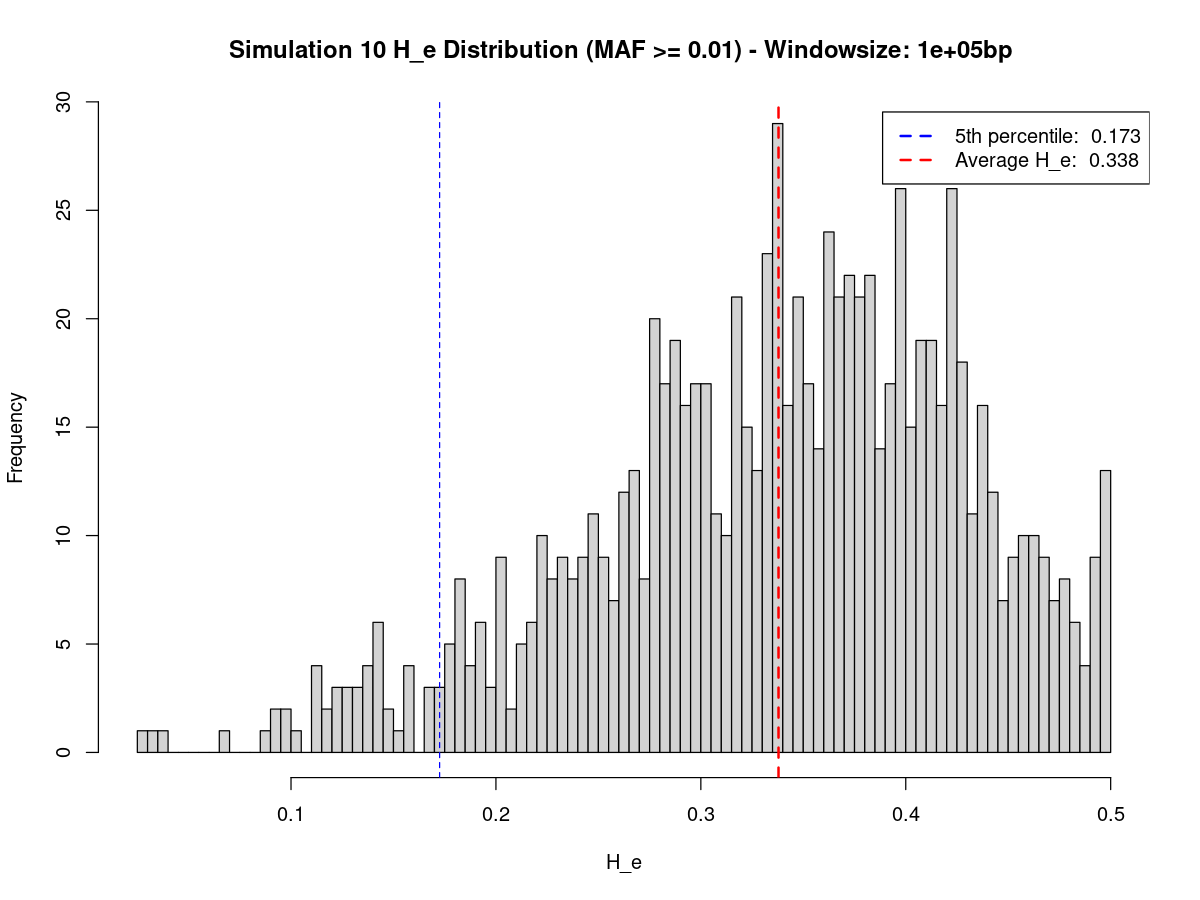 Simulation 10 H_e Distribution (MAF >= 0.01) - Windowsize: 1e+05bp
5th percentile:  0.173
Average H_e:  0.338
Frequency
30
25
20
15
10
5
0
0.1 0.2 0.3 0.4 0.5
H_e